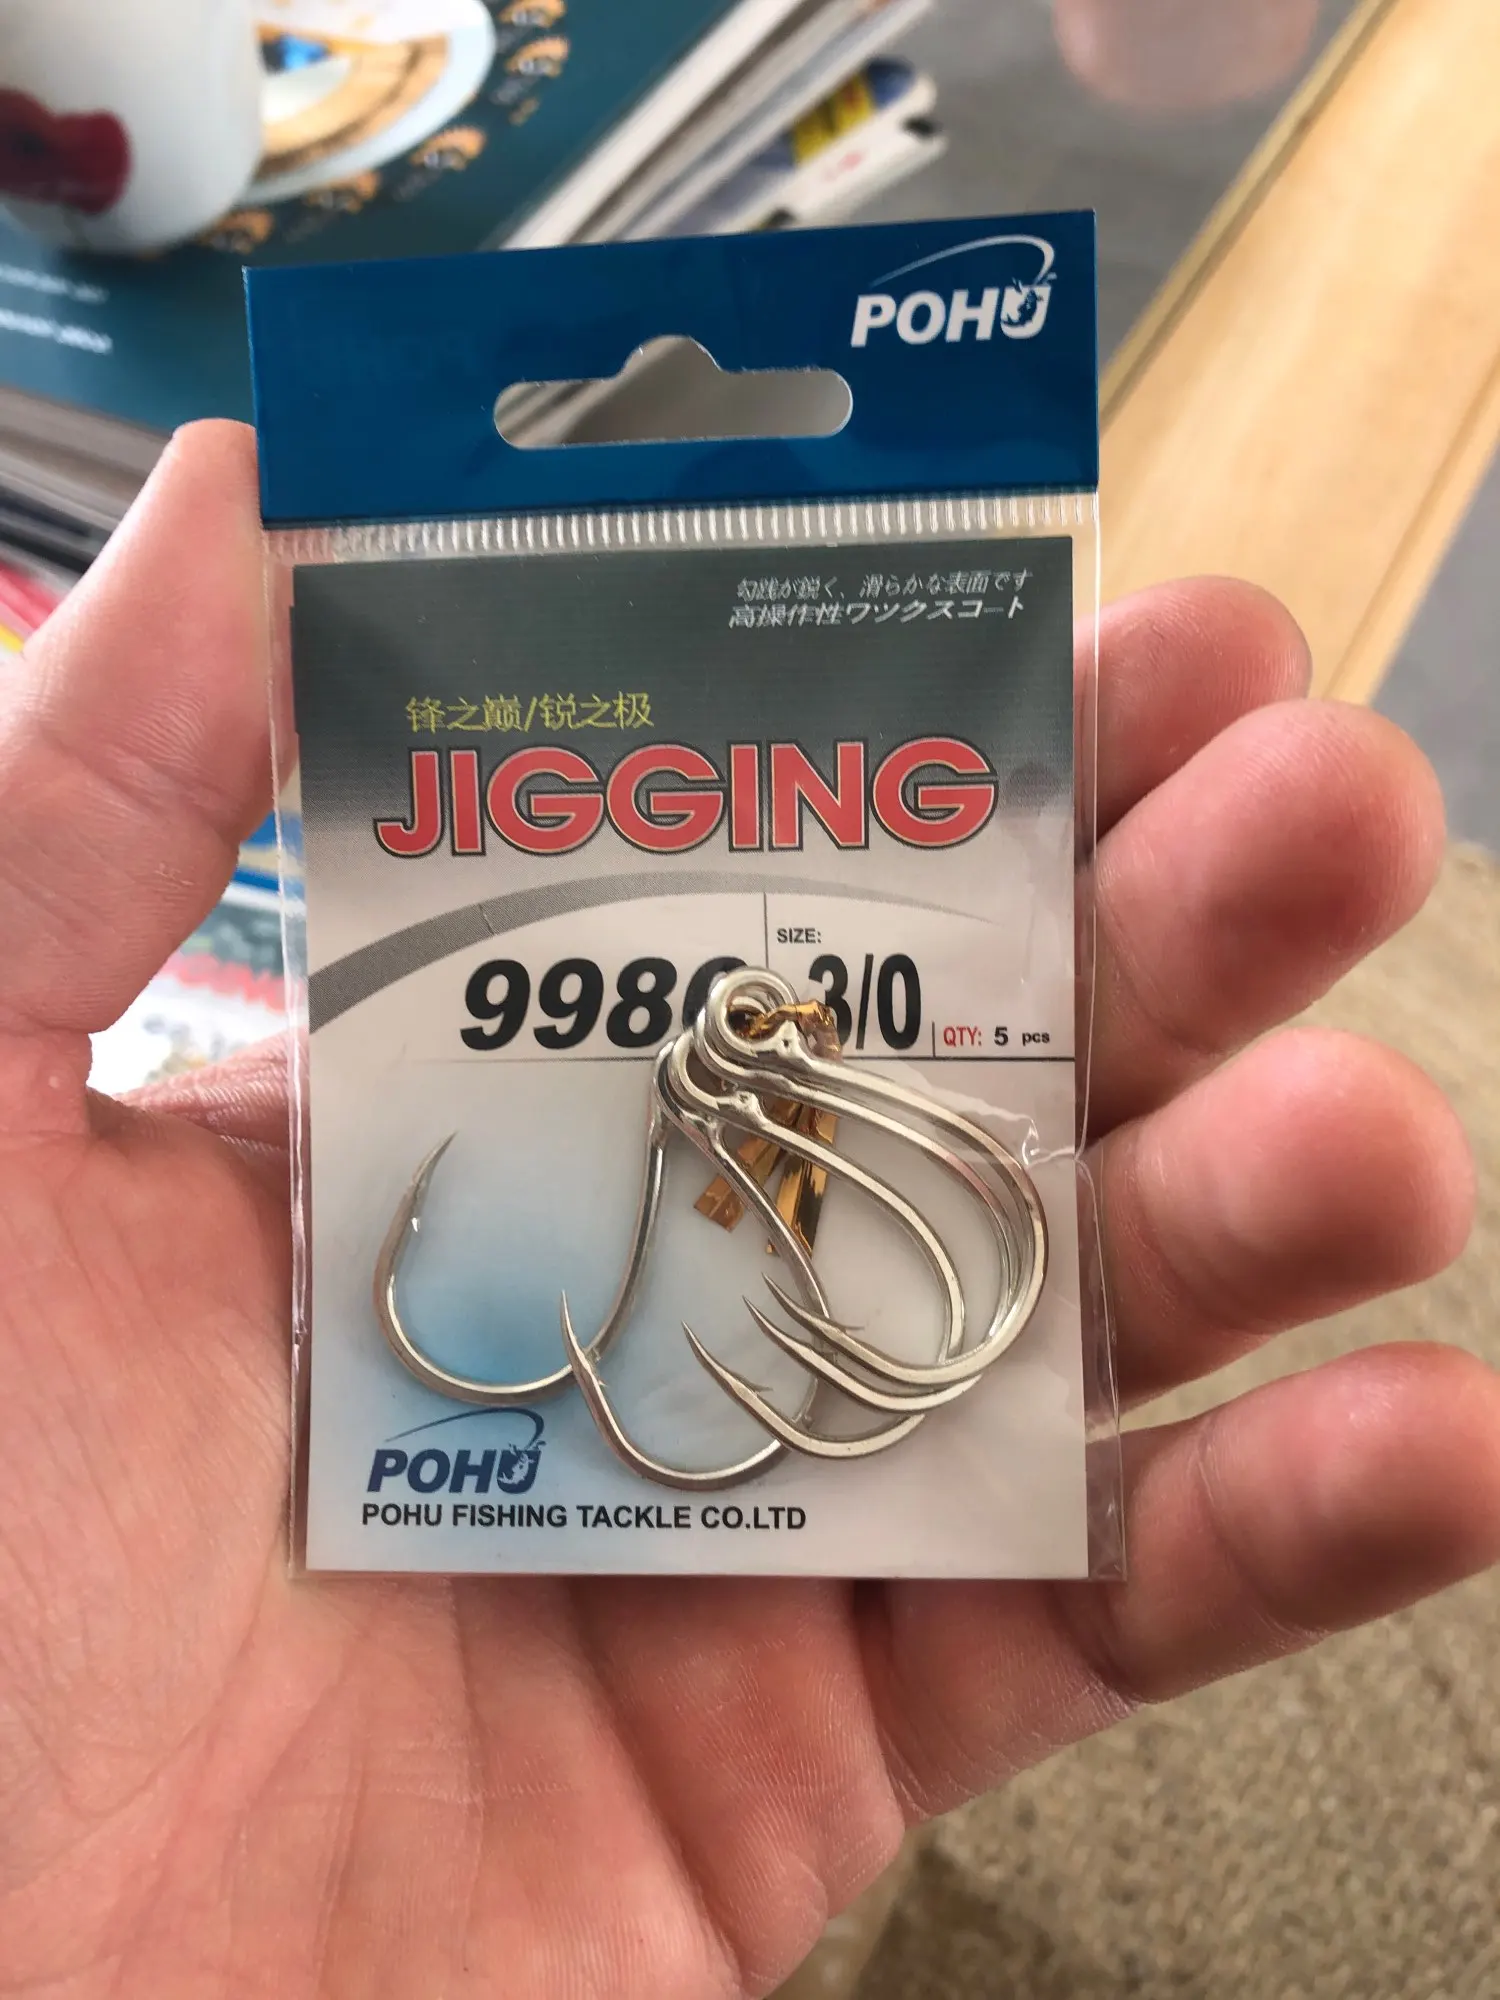 POHU
勾践が鋭く、滑らかな表面です
高操作性ワックスコート
锋之巅/锐之极
JIGGING
SIZE:
3/0
QTY: 5 pcs
POHU
POHU FISHING TACKLE CO.LTD